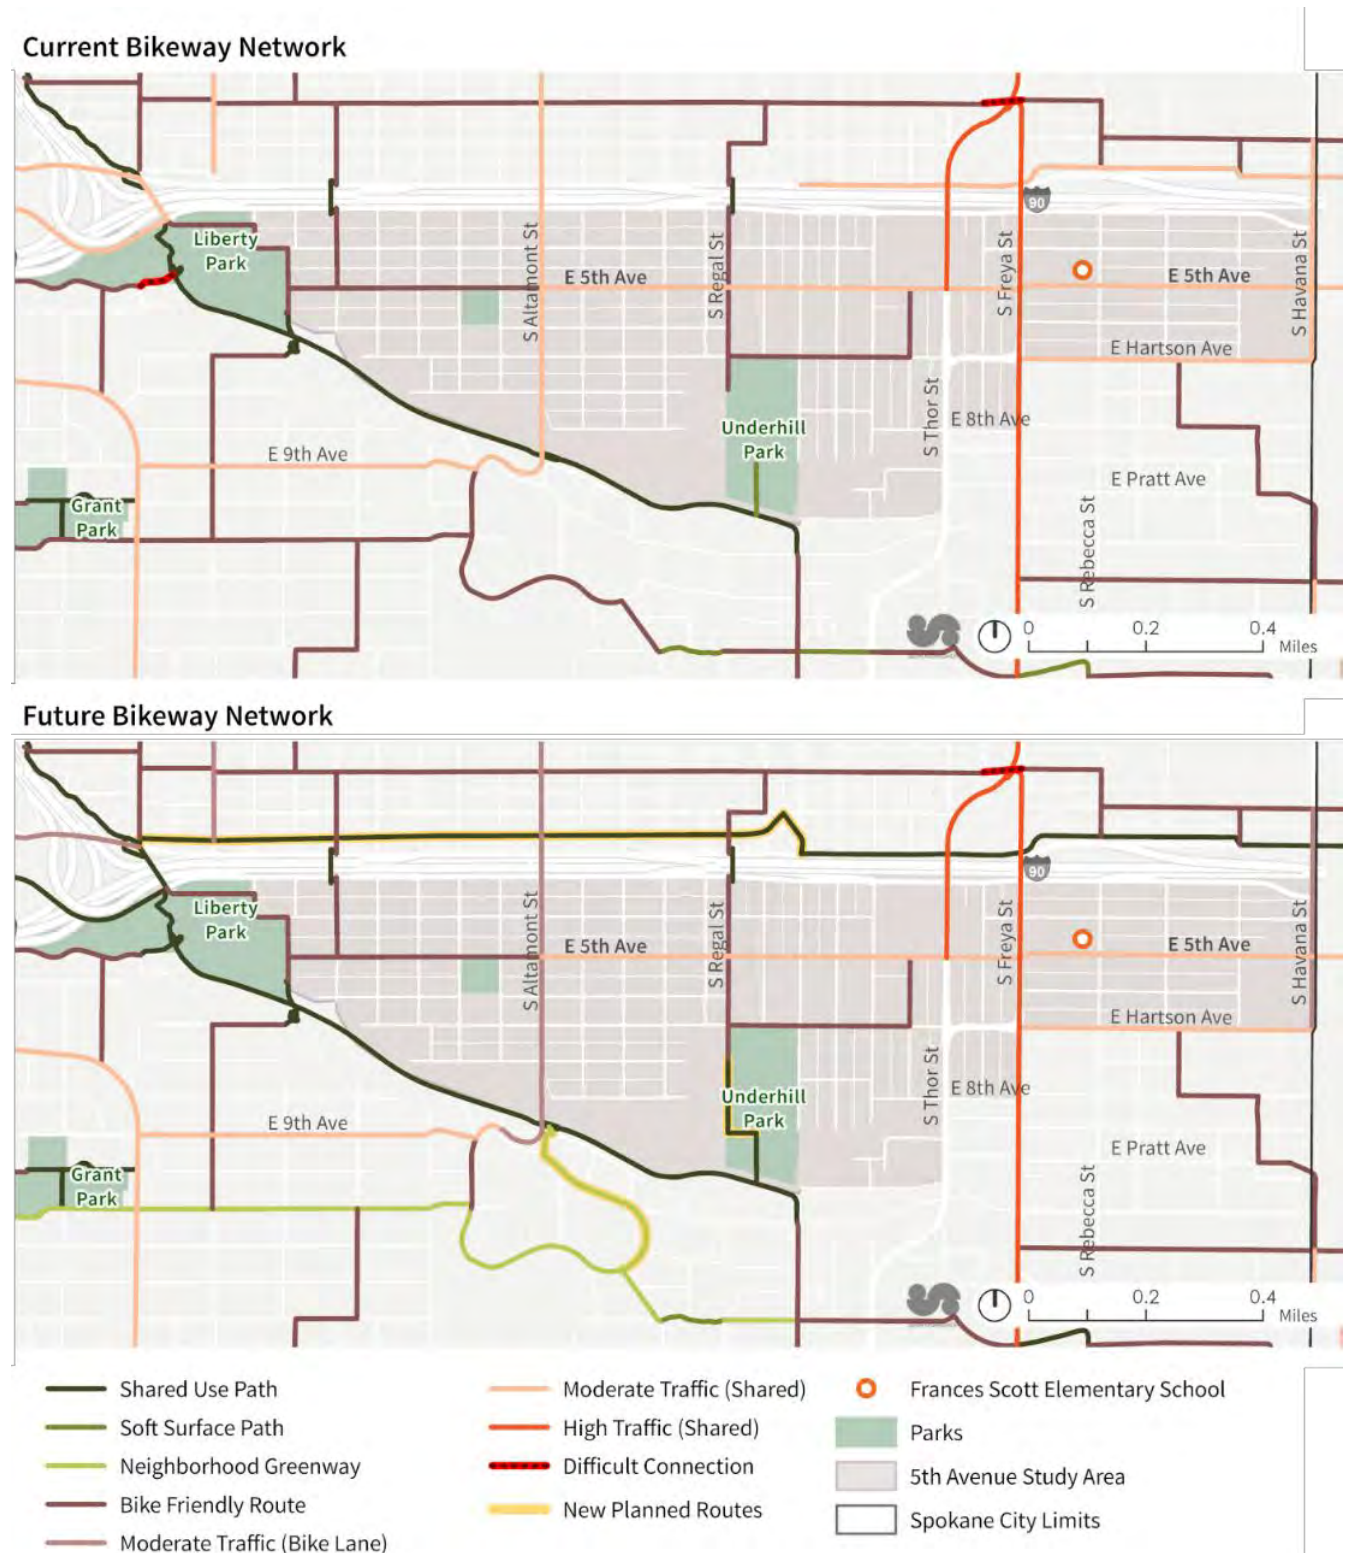 Current Bikeway Network
Liberty
Park
S Altamont St
S Regal St
E 5th Ave
S Freya St
90
E 5th Ave
S Havana St
E Hartson Ave
S Thor St
E 8th Ave
Underhill
Park
E 9th Ave
E Pratt Ave
Grant
Park
S Rebecca St
0 0.2 0.4
Miles
Future Bikeway Network
90
Liberty
Park
S Altamont St
S Regal St
E 5th Ave
S Freya St
E 5th Ave
S Havana St
E Hartson Ave
S Thor St
E 8th Ave
Underhill
Park
E 9th Ave
E Pratt Ave
Grant
Park
S Rebecca St
0 0.2 0.4
Miles
Shared Use Path
Soft Surface Path
Neighborhood Greenway
Bike Friendly Route
Moderate Traffic (Bike Lane)
Moderate Traffic (Shared)
High Traffic (Shared)
Difficult Connection
New Planned Routes
Frances Scott Elementary School
Parks
5th Avenue Study Area
Spokane City Limits